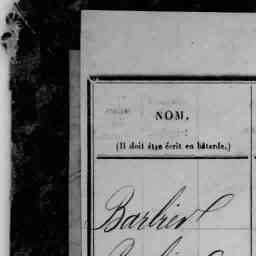 NOM.
(Il doit être écrit en bâtarde.)
Barbier